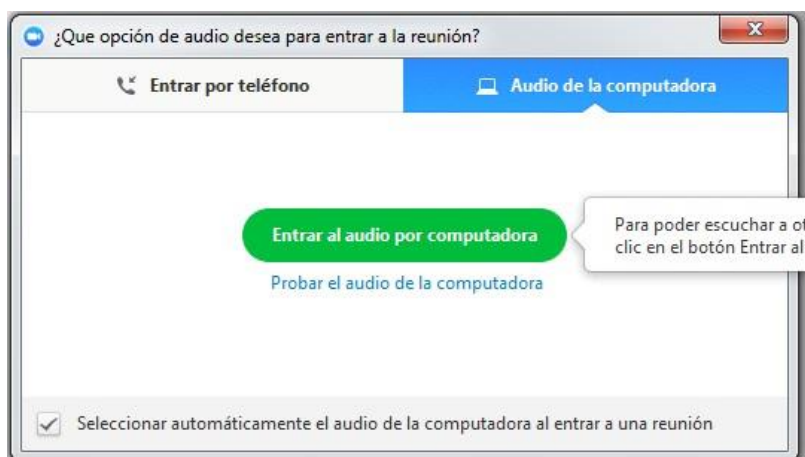 ¿Que opción de audio desea para entrar a la reunión?
Entrar por teléfono
Audio de la computadora
Entrar al audio por computadora
Para poder escuchar a
clic en el botón Entrar al
Probar el audio de la computadora
Seleccionar automáticamente el audio de la computadora al entrar a una reunión